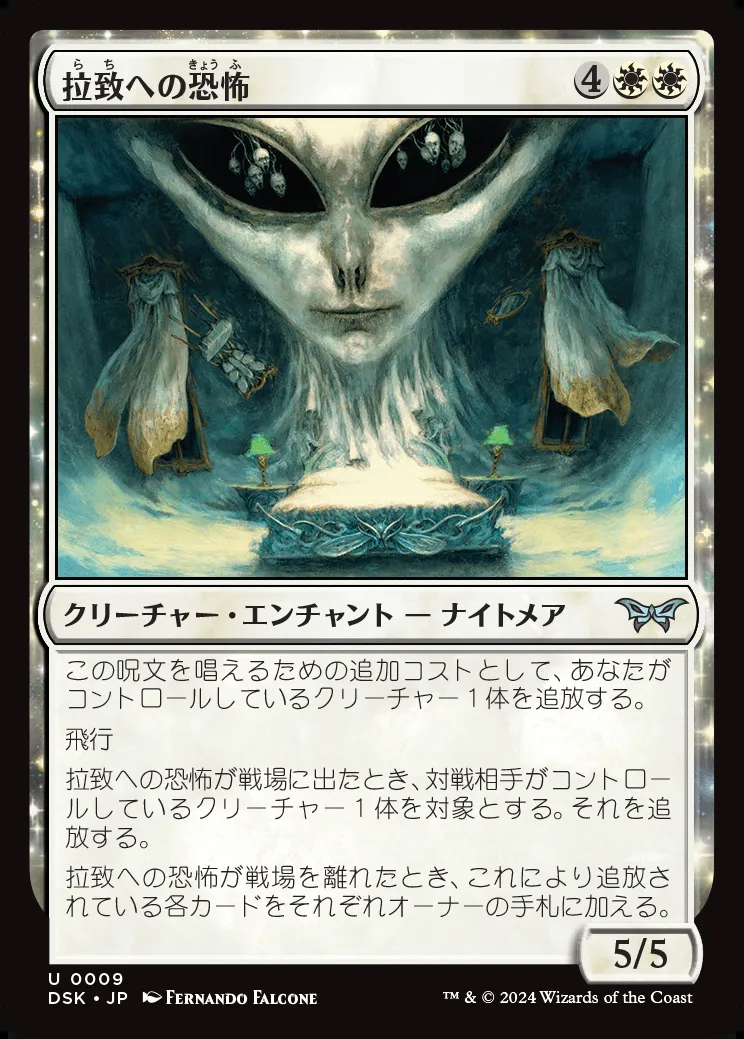 拉致への恐怖
らち きょうふ
4
クリーチャー・エンチャント — ナイトメア
この呪文を唱えるための追加コストとして、あなたが
コントロールしているクリーチャー１体を追放する。
飛行
拉致への恐怖が戦場に出たとき、対戦相手がコントロー
ルしているクリーチャー１体を対象とする。それを追
放する。
拉致への恐怖が戦場を離れたとき、これにより追放さ
れている各カードをそれぞれオーナーの手札に加える。
5/5
U 0009
DSK • JP FERNANDO FALCONE
™ & © 2024 Wizards of the Coast